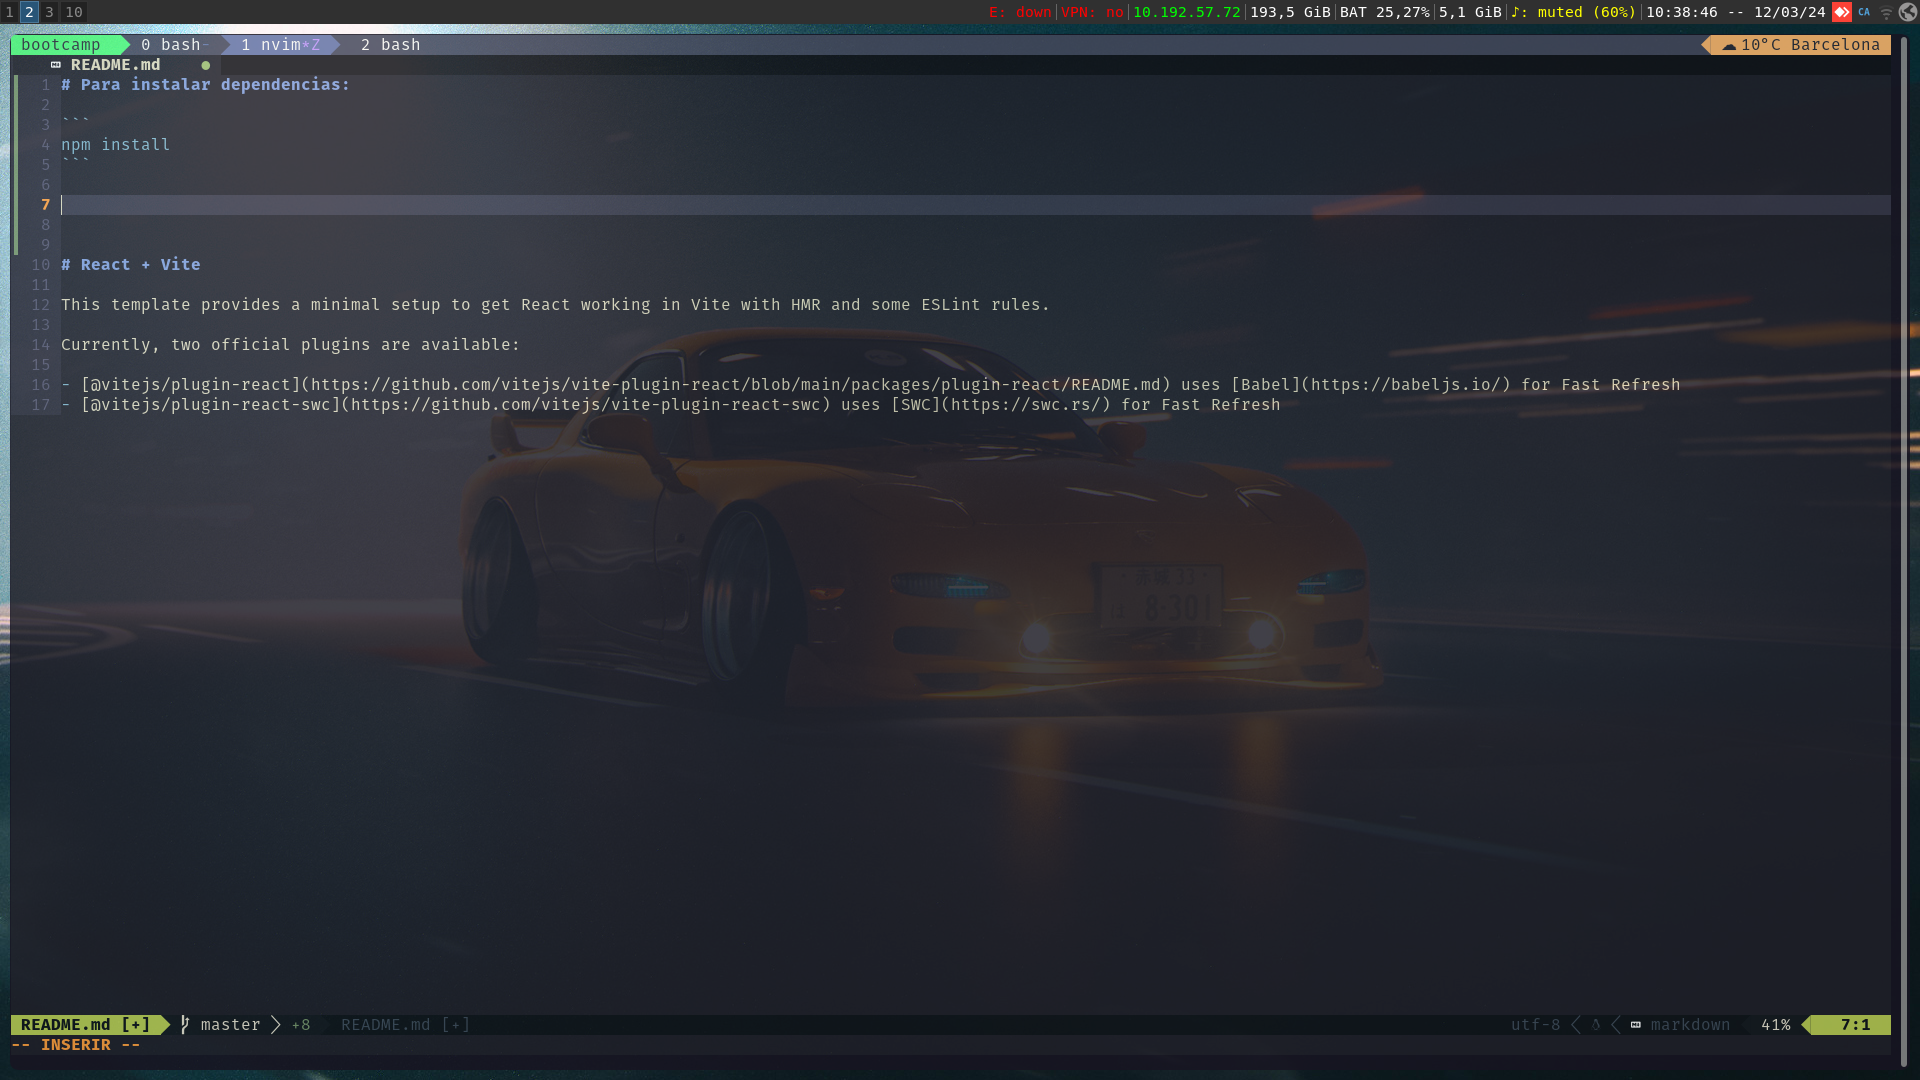 1 2 3 10 E: down|VPN: no|10.192.57.72|193,5 GiB|BAT 25,27%|5,1 GiB|♪: muted (60%)|10:38:46 -- 12/03/24 CA
bootcamp 0 bash- 1 nvim*Z 2 bash ☁ 10°C Barcelona
README.md ●
1 # Para instalar dependencias:
2
3 ```
4 npm install
5 ```
6
7
8
9
10 # React + Vite
11
12 This template provides a minimal setup to get React working in Vite with HMR and some ESLint rules.
13
14 Currently, two official plugins are available:
15
16 - [@vitejs/plugin-react](https://github.com/vitejs/vite-plugin-react/blob/main/packages/plugin-react/README.md) uses [Babel](https://babeljs.io/) for Fast Refresh
17 - [@vitejs/plugin-react-swc](https://github.com/vitejs/vite-plugin-react-swc) uses [SWC](https://swc.rs/) for Fast Refresh
33
8·301
README.md [+] master +8 README.md [+] utf-8 markdown 41% 7:1
-- INSERIR --